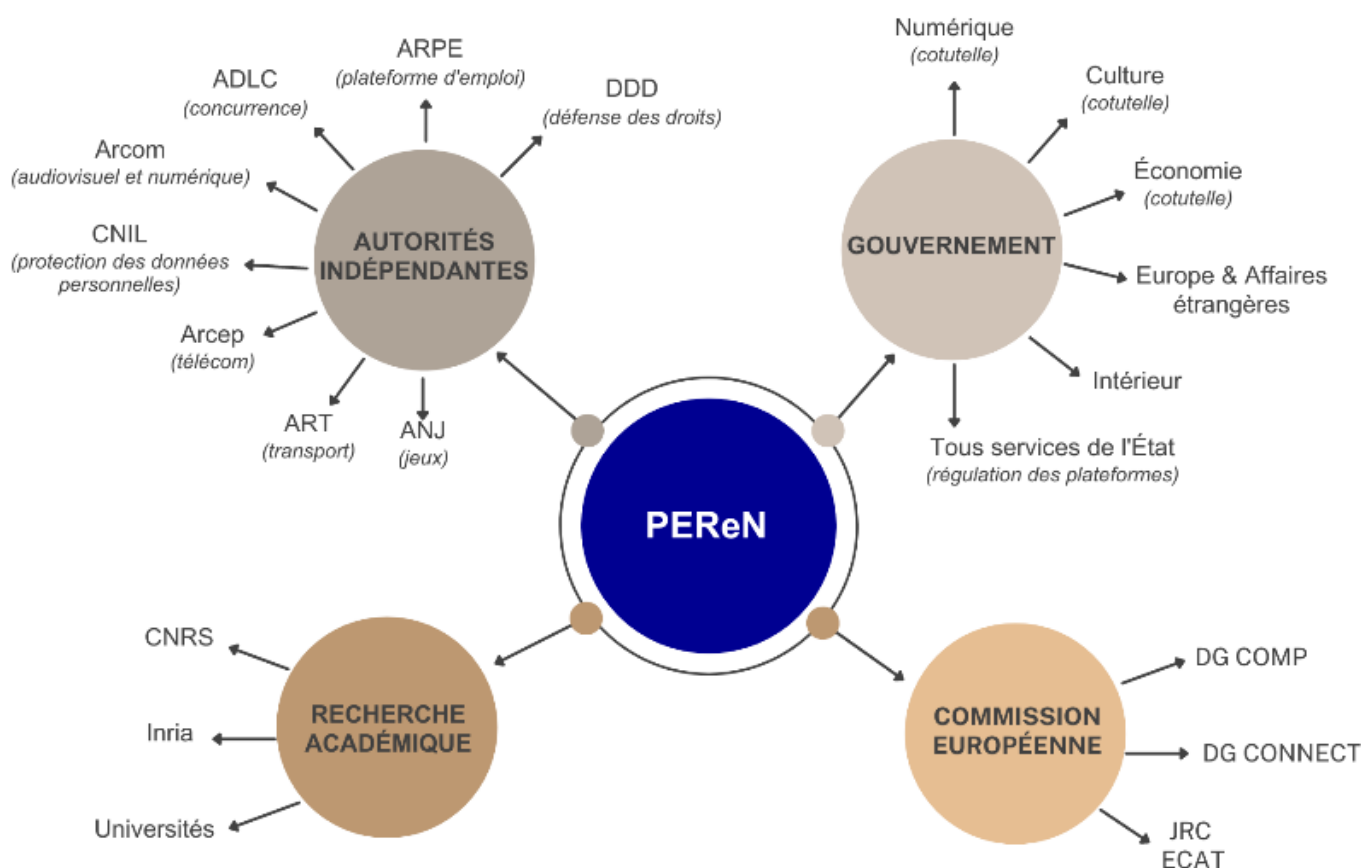 ARPE
(plateforme d'emploi)
ADLC
(concurrence)
DDD
(défense des droits)
Arcom
(audiovisuel et numérique)
CNIL
(protection des données
personnelles)
Arcep
(télécom)
ART
(transport)
ANJ
(jeux)
AUTORITÉS
INDÉPENDANTES
Numérique
(cotutelle)
Culture
(cotutelle)
Économie
(cotutelle)
Europe & Affaires
étrangères
Intérieur
Tous services de l'État
(régulation des plateformes)
GOUVERNEMENT
PEReN
CNRS
Inria
Universités
RECHERCHE
ACADÉMIQUE
COMMISSION
EUROPÉENNE
DG COMP
DG CONNECT
JRC
ECAT